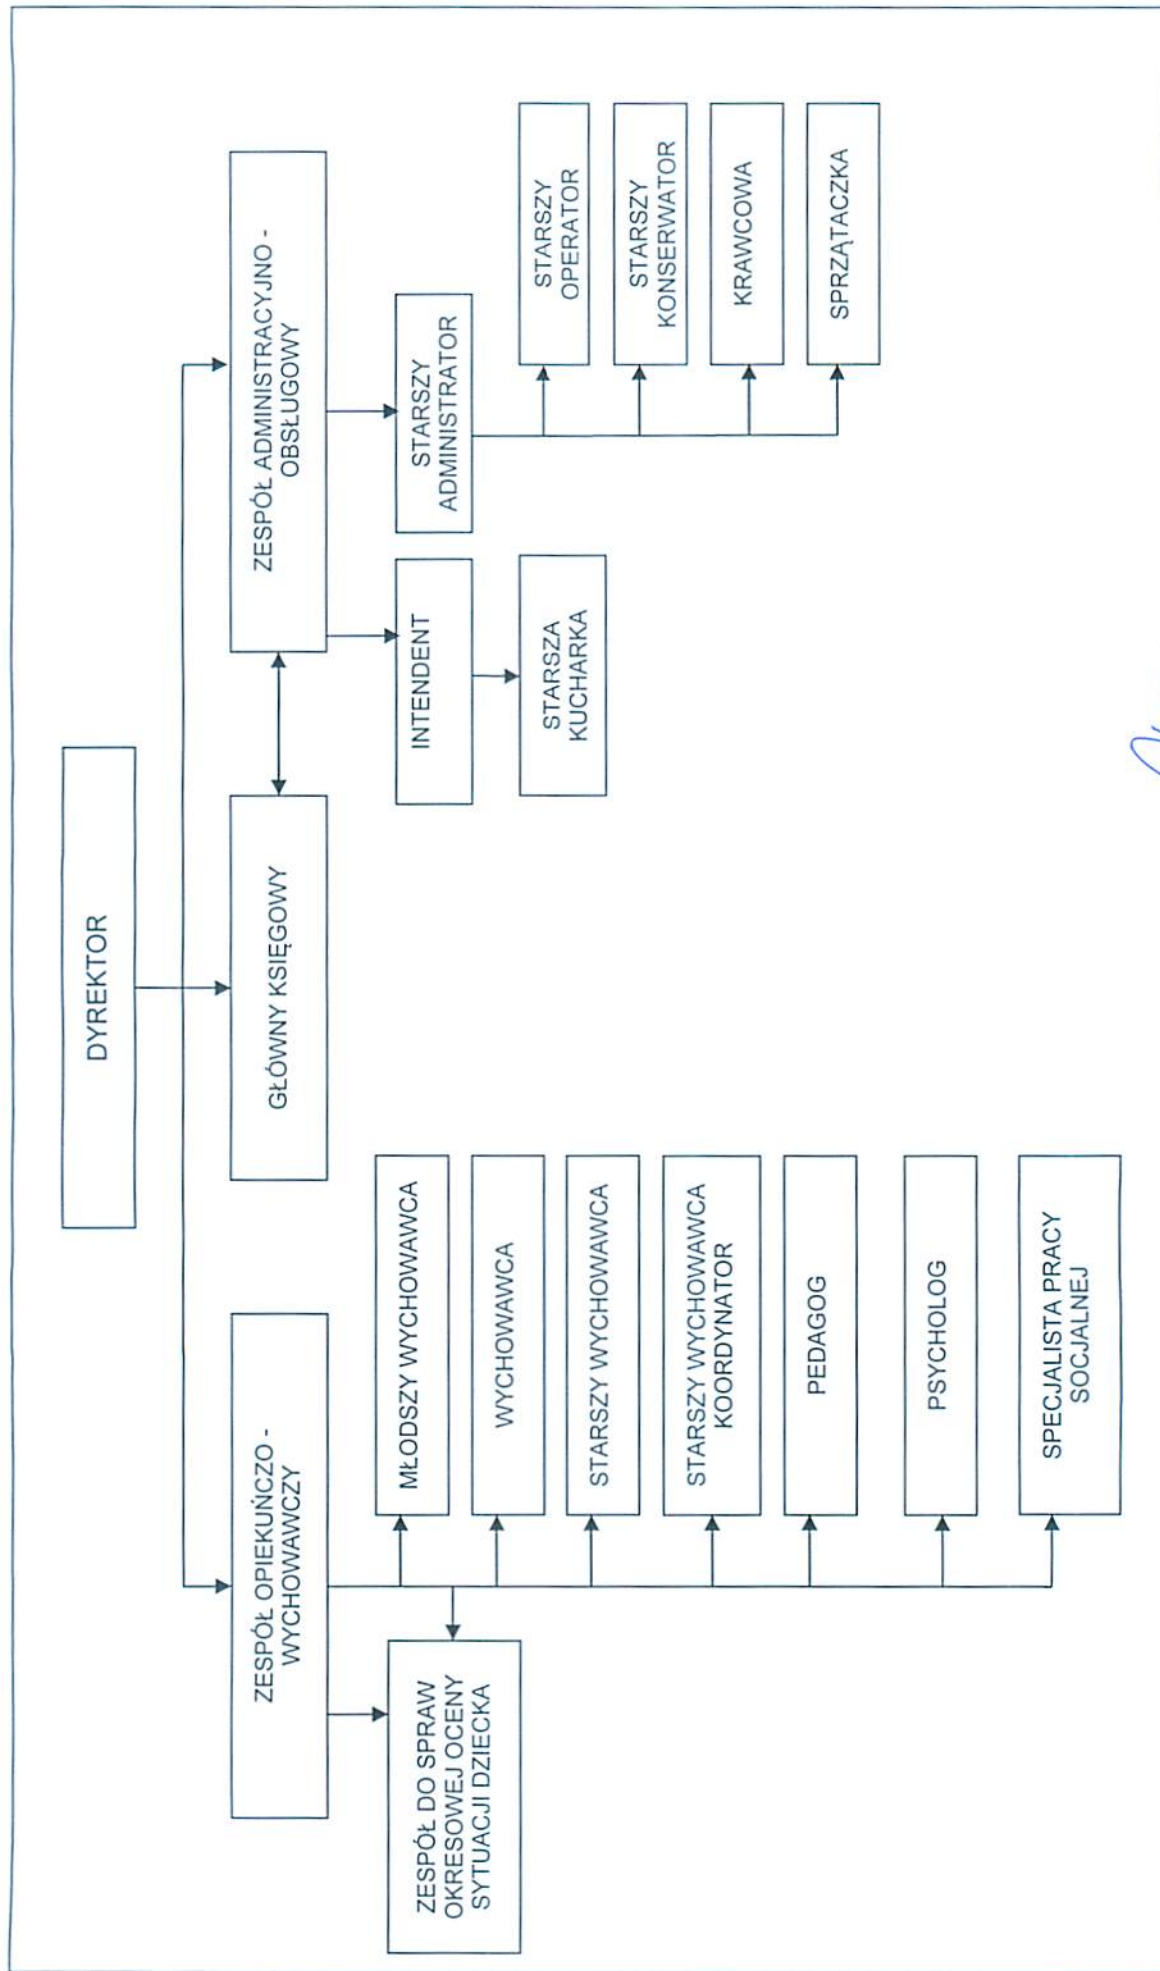 DYREKTOR
ZESPÓŁ OPIEKUŃCZO -
WYCHOWAWCZY
GŁÓWNY KSIĘGOWY
ZESPÓŁ ADMINISTRACYJNO -
OBSŁUGOWY
ZESPÓŁ DO SPRAW
OKRESOWEJ OCENY
SYTUACJI DZIECKA
MŁODSZY WYCHOWAWCA
WYCHOWAWCA
STARSZY WYCHOWAWCA
STARSZY WYCHOWAWCA
KOORDYNATOR
PEDAGOG
PSYCHOLOG
SPECJALISTA PRACY
SOCJALNEJ
INTENDENT
STARSZA
KUCHARKA
STARSZY
ADMINISTRATOR
STARSZY
OPERATOR
STARSZY
KONSERWATOR
KRAWCOWA
SPRZĄTACZKA